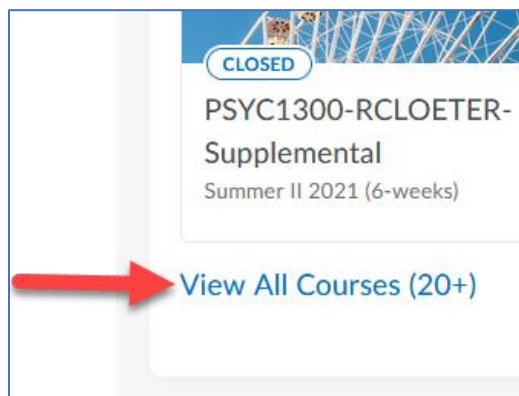 CLOSED
PSYC1300-RCLOETER-
Supplemental
Summer II 2021 (6-weeks)
View All Courses (20+)